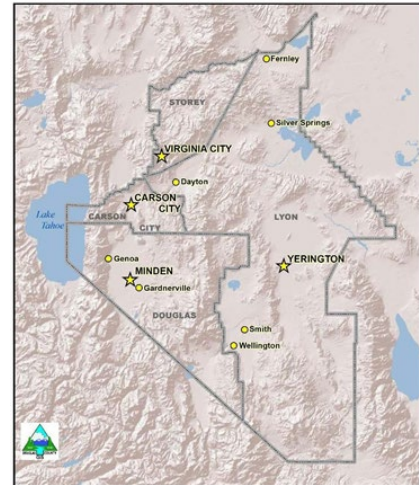 Fernley
STOREY
Silver Springs
VIRGINIA CITY
Dayton
CARSON
CITY
Lake
Tahoe
CARSON
CITY
LYON
Genoa
YERINGTON
MINDEN
Gardnerville
DOUGLAS
Smith
Wellington